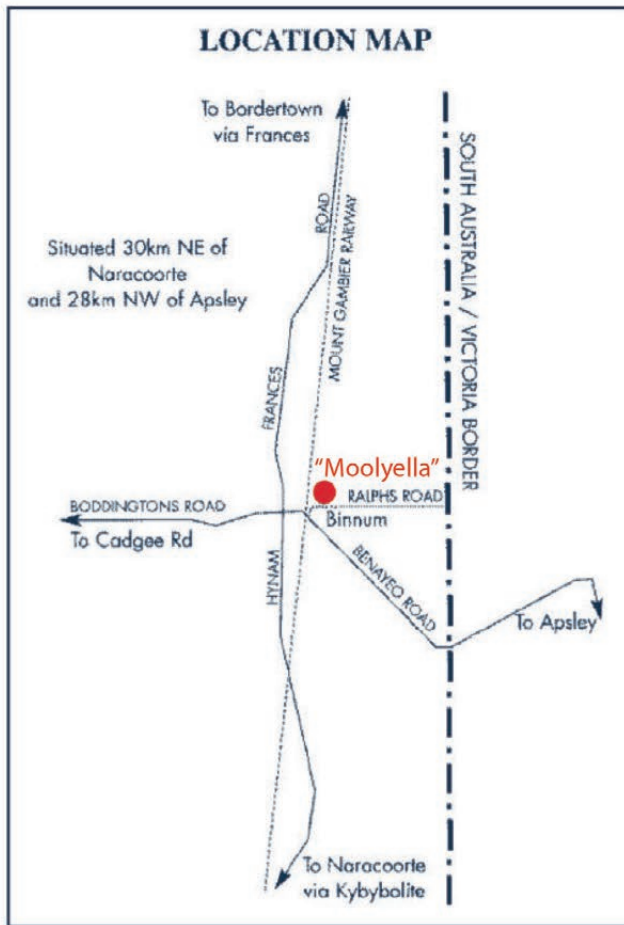 LOCATION MAP
To Bordertown
via Frances
ROAD
MOUNT GAMBIER RAILWAY
SOUTH AUSTRALIA / VICTORIA BORDER
Situated 30km NE of
Naracoorte
and 28km NW of Apsley
FRANCES
"Moolyella"
RALPHS ROAD
BODDINGTONS ROAD
Binnum
To Cadgee Rd
HYNAM
BENAYEO ROAD
To Apsley
To Naracoorte
via Kybybolite